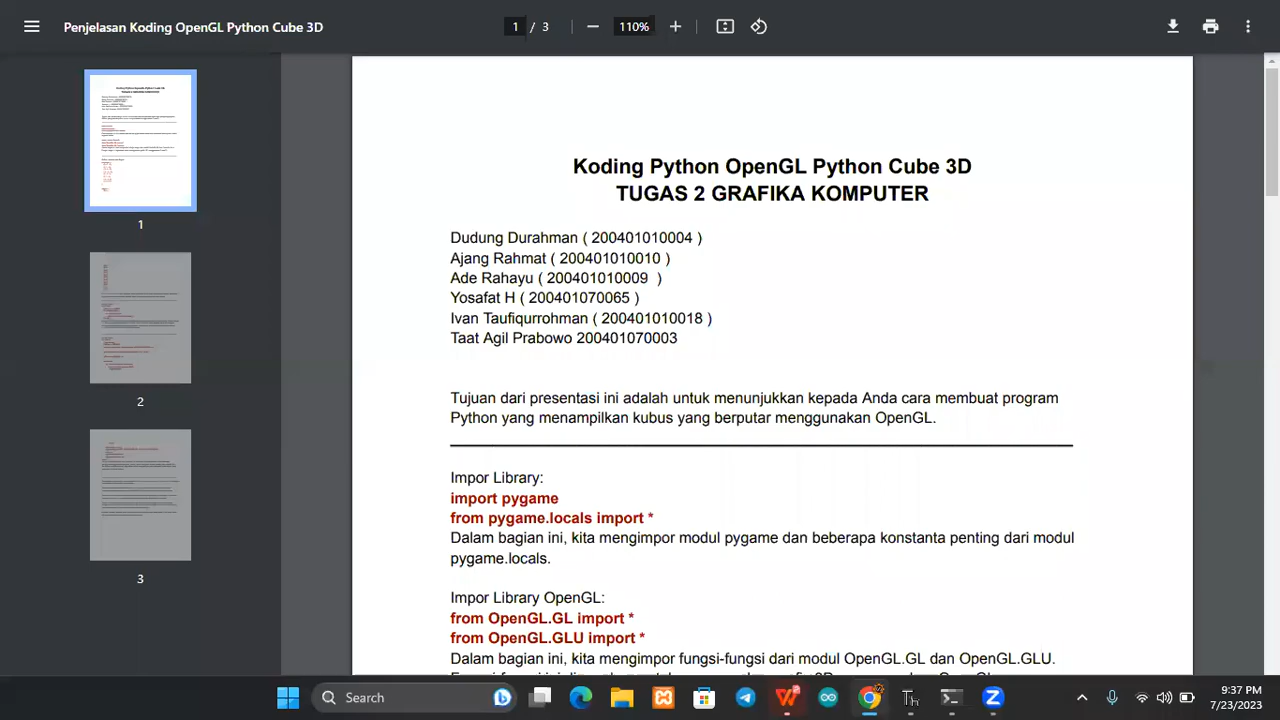 Penjelasan Koding OpenGL Python Cube 3D
1 / 3
110%
1
2
3
Koding Python OpenGL Python Cube 3D
TUGAS 2 GRAFIKA KOMPUTER
Dudung Durahman ( 200401010004 )
Ajang Rahmat ( 200401010010 )
Ade Rahayu ( 200401010009  )
Yosafat H ( 200401070065 )
Ivan Taufiqurrohman ( 200401010018 )
Taat Agil Prabowo 200401070003
Tujuan dari presentasi ini adalah untuk menunjukkan kepada Anda cara membuat program
Python yang menampilkan kubus yang berputar menggunakan OpenGL.
Impor Library:
import pygame
from pygame.locals import *
Dalam bagian ini, kita mengimpor modul pygame dan beberapa konstanta penting dari modul
pygame.locals.
Impor Library OpenGL:
from OpenGL.GL import *
from OpenGL.GLU import *
Dalam bagian ini, kita mengimpor fungsi-fungsi dari modul OpenGL.GL dan OpenGL.GLU.
Search
9:37 PM
7/23/2023